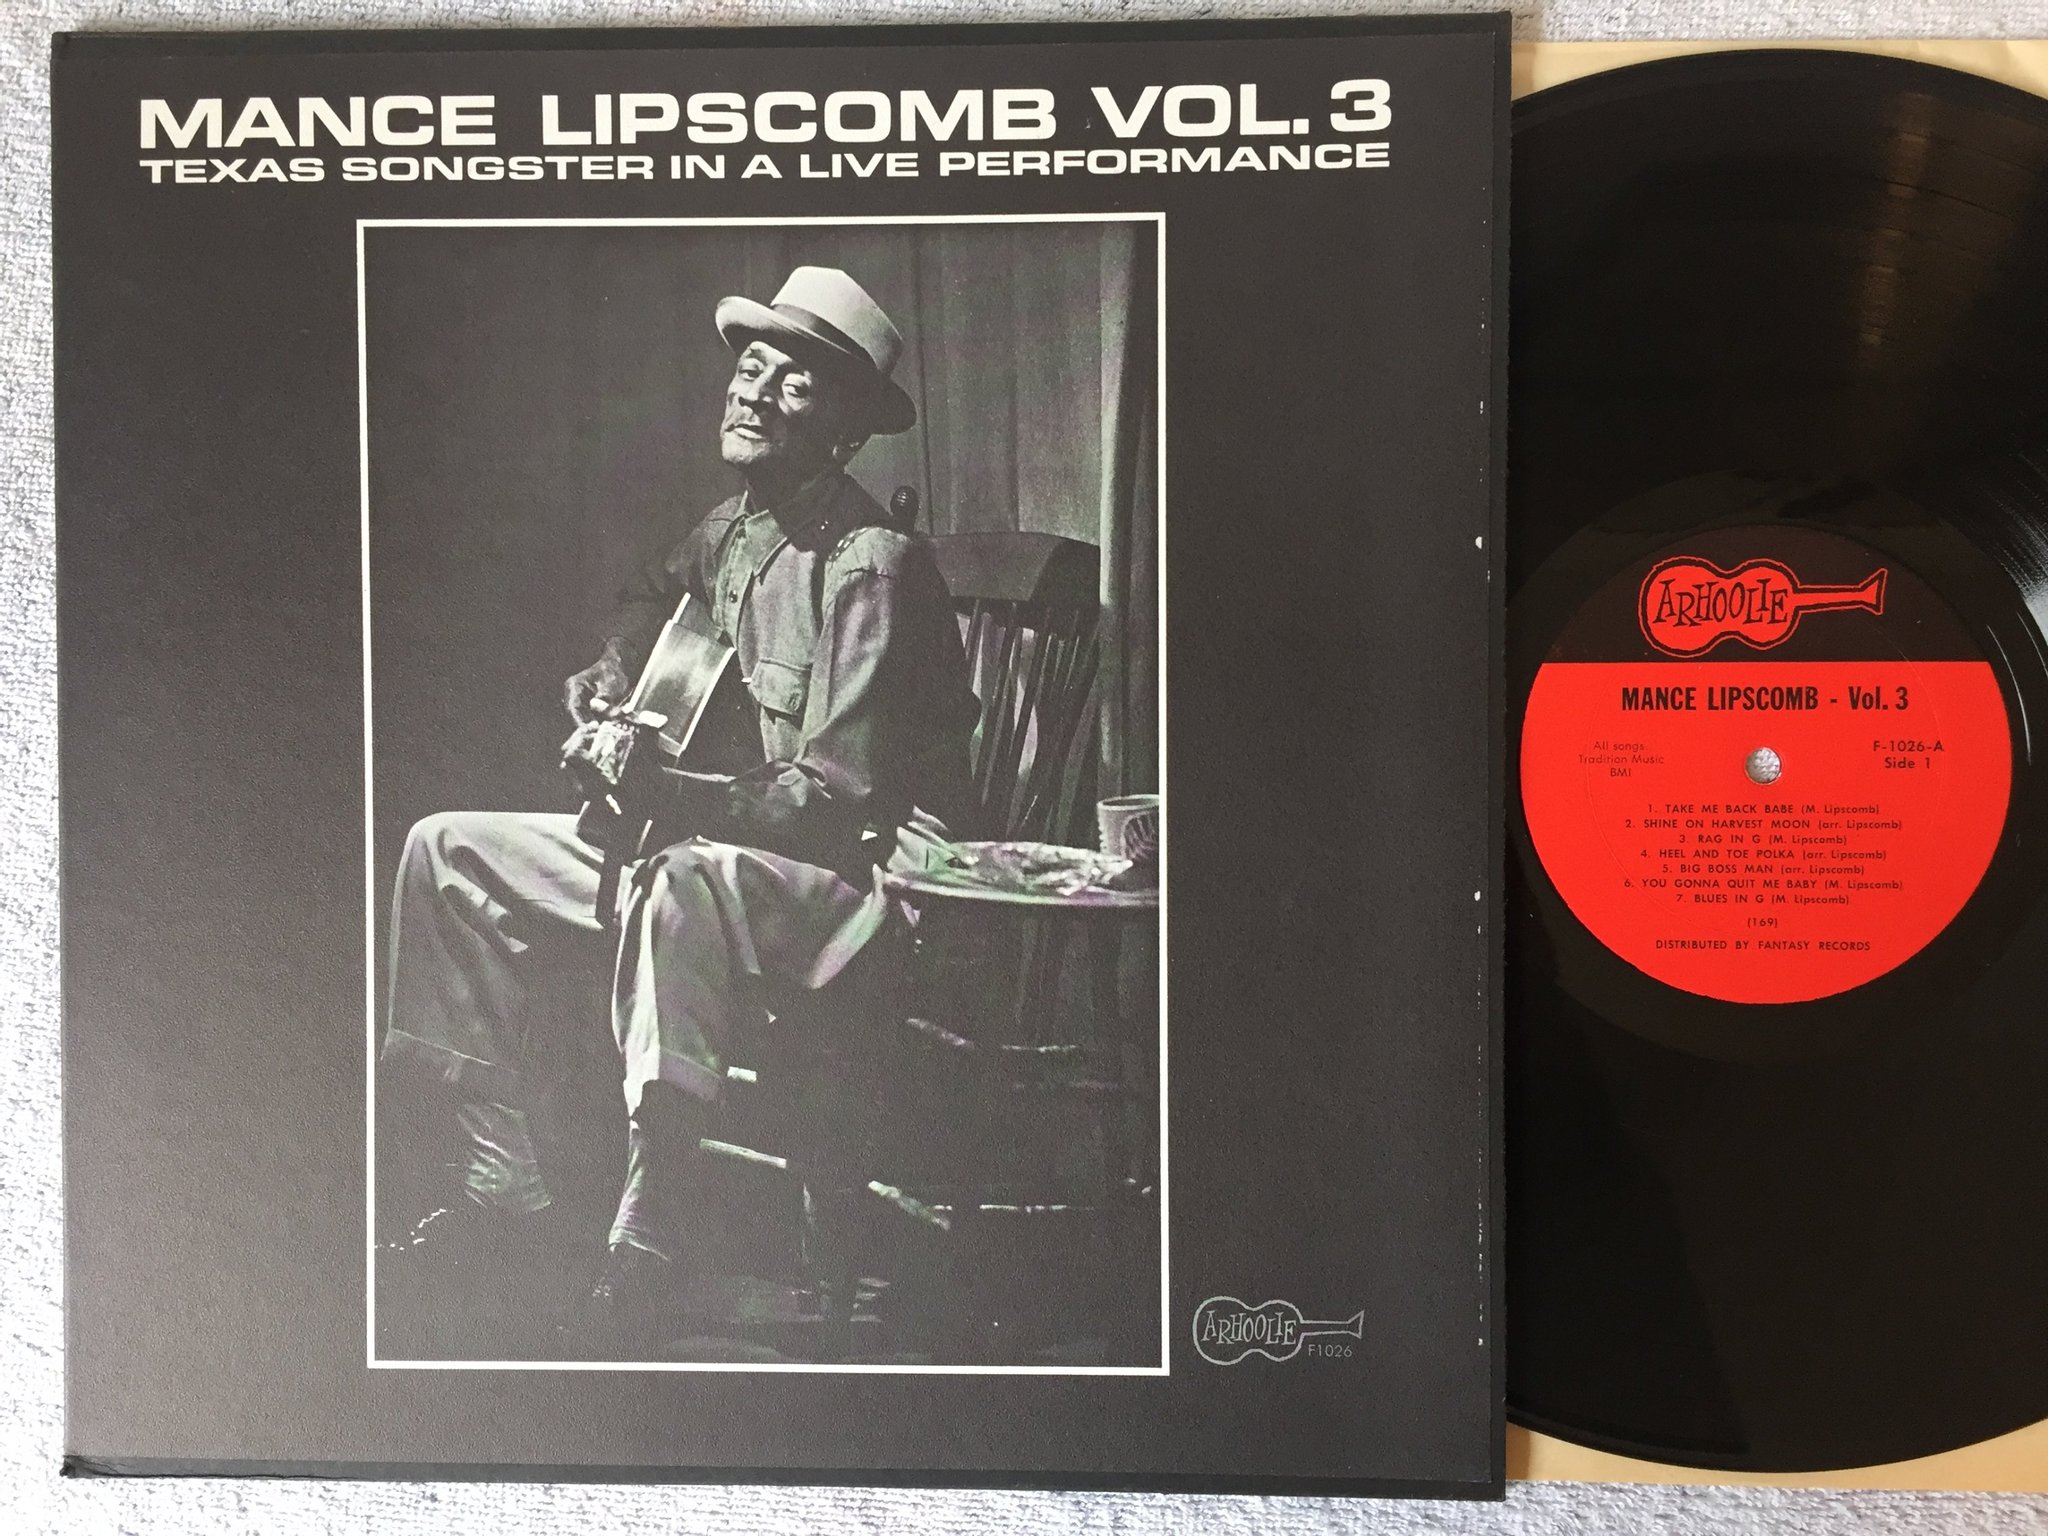 MANCE LIPSCOMB VOL. 3
TEXAS SONGSTER IN A LIVE PERFORMANCE
ARHOOLIE
F1026
ARHOOLIE
MANCE LIPSCOMB - Vol. 3
All songs
Tradition Music
BMI
F-1026-A
Side 1
1. TAKE ME BACK BABE (M. Lipscomb)
2. SHINE ON HARVEST MOON (arr. Lipscomb)
3. RAG IN G (M. Lipscomb)
4. HEEL AND TOE POLKA (arr. Lipscomb)
5. BIG BOSS MAN (arr. Lipscomb)
6. YOU GONNA QUIT ME BABY (M. Lipscomb)
7. BLUES IN G (M. Lipscomb)
(169)
DISTRIBUTED BY FANTASY RECORDS